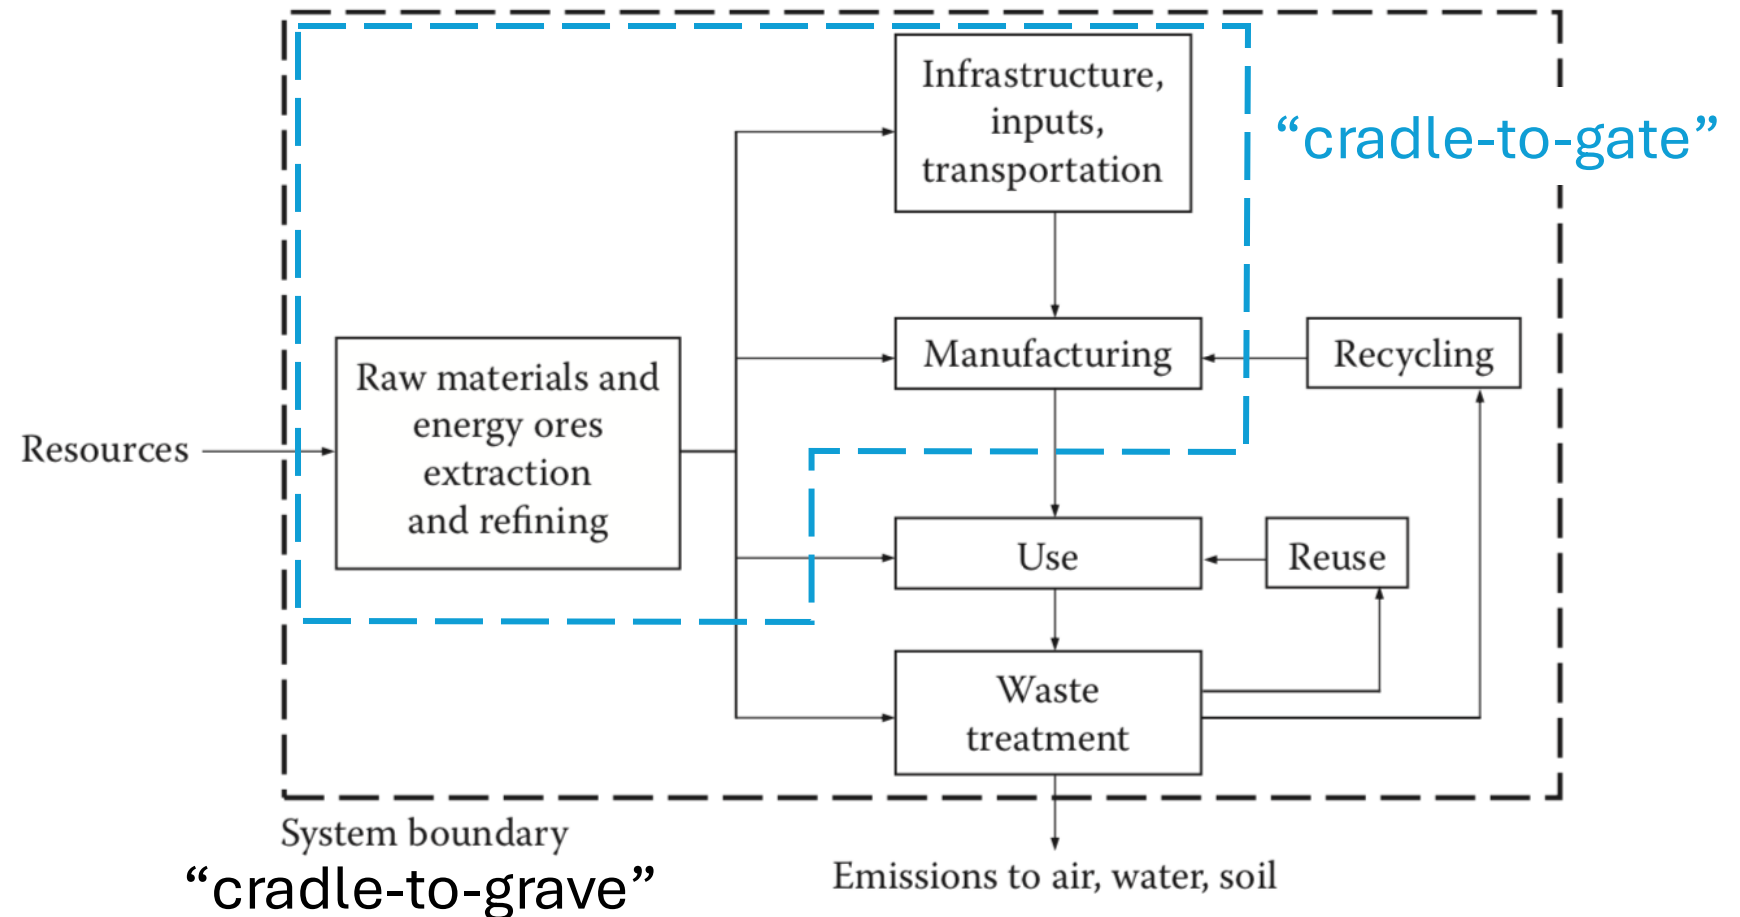 Infrastructure,
inputs,
transportation
“cradle-to-gate”
Manufacturing
Recycling
Raw materials and
energy ores
extraction
and refining
Resources
Use
Reuse
Waste
treatment
System boundary
“cradle-to-grave”
Emissions to air, water, soil